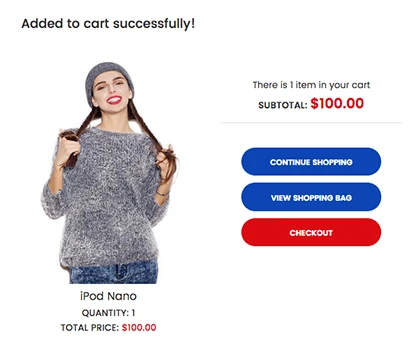 Added to cart successfully!
There is 1 item in your cart
SUBTOTAL: $100.00
CONTINUE SHOPPING
VIEW SHOPPING BAG
CHECKOUT
iPod Nano
QUANTITY: 1
TOTAL PRICE: $100.00